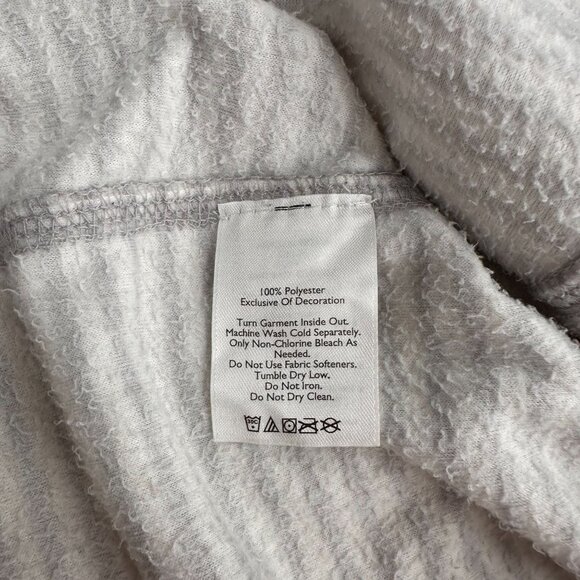 100% Polyester
Exclusive Of Decoration
Turn Garment Inside Out.
Machine Wash Cold Separately.
Only Non-Chlorine Bleach As
Needed.
Do Not Use Fabric Softeners.
Tumble Dry Low.
Do Not Iron.
Do Not Dry Clean.